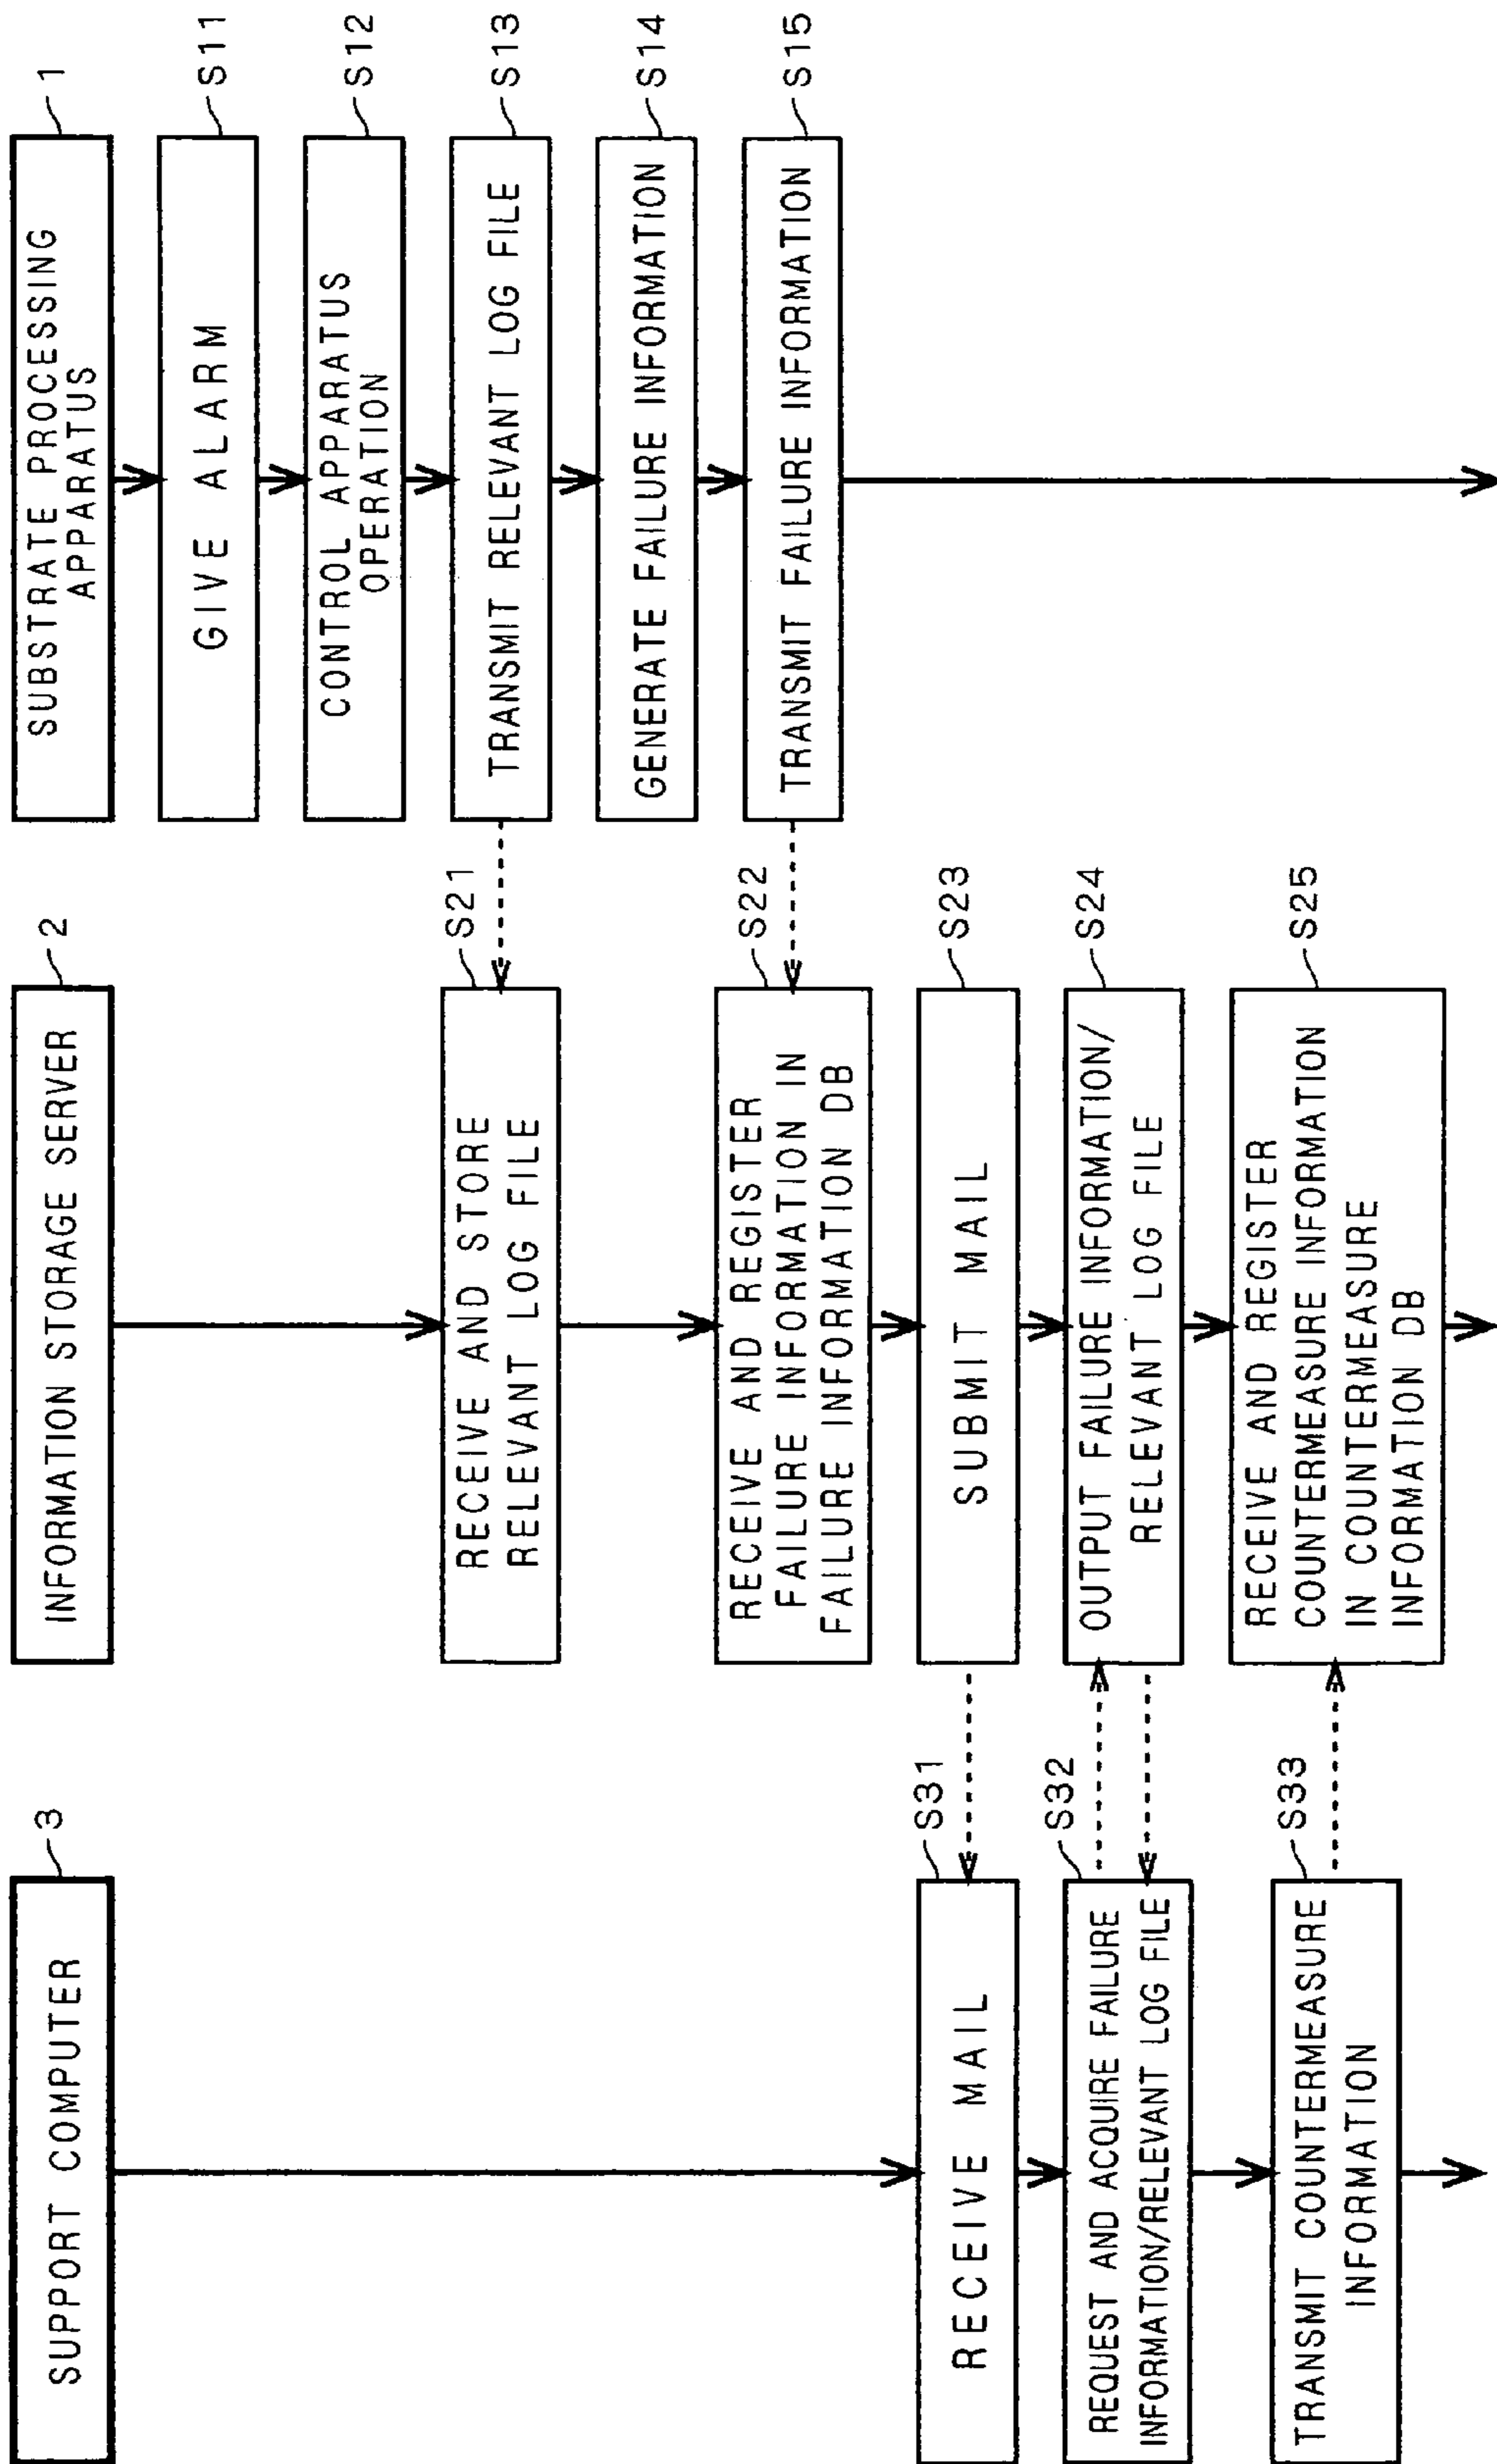 SUPPORT COMPUTER
3
RECEIVE MAIL
S31
REQUEST AND ACQUIRE FAILURE
INFORMATION/RELEVANT LOG FILE
S32
TRANSMIT COUNTERMEASURE
INFORMATION
S33
INFORMATION STORAGE SERVER
2
RECEIVE AND STORE
RELEVANT LOG FILE
S21
RECEIVE AND REGISTER
FAILURE INFORMATION IN
FAILURE INFORMATION DB
S22
SUBMIT MAIL
S23
OUTPUT FAILURE INFORMATION/
RELEVANT LOG FILE
S24
RECEIVE AND REGISTER
COUNTERMEASURE INFORMATION
IN COUNTERMEASURE
INFORMATION DB
S25
SUBSTRATE PROCESSING
APPARATUS
1
GIVE ALARM
S11
CONTROL APPARATUS
OPERATION
S12
TRANSMIT RELEVANT LOG FILE
S13
GENERATE FAILURE INFORMATION
S14
TRANSMIT FAILURE INFORMATION
S15